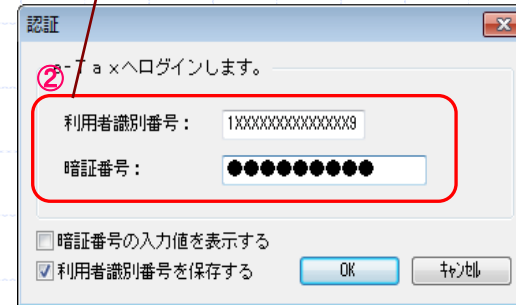 認証
② e-Taxへログインします。
利用者識別番号： 1XXXXXXXXXXXXXX9
暗証番号： ●●●●●●●●●
暗証番号の入力値を表示する
利用者識別番号を保存する OK ｷｬﾝｾﾙ